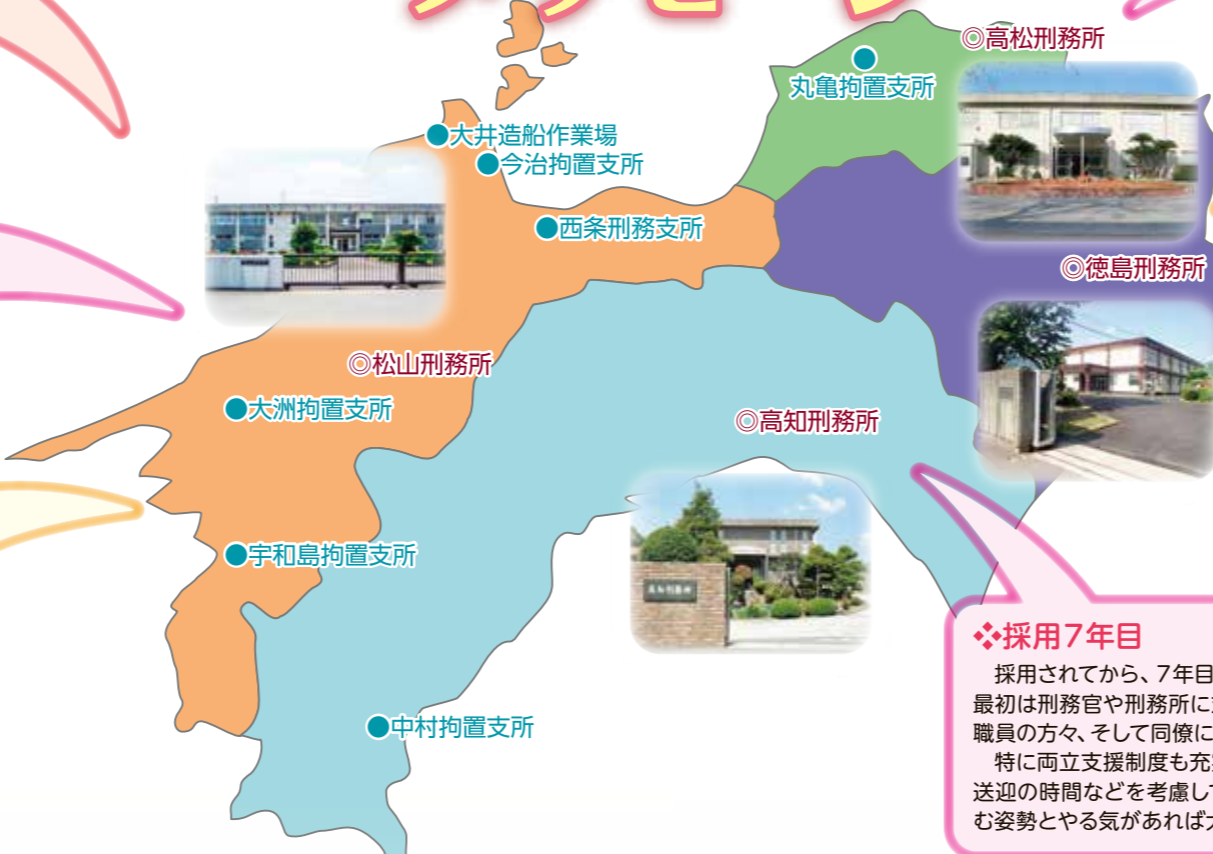 メッセージ
◎高松刑務所
●丸亀拘置支所
●大井造船作業場
●今治拘置支所
●西条刑務支所
◎徳島刑務所
◎松山刑務所
●大洲拘置支所
◎高知刑務所
●宇和島拘置支所
●中村拘置支所
❖採用7年目
採用されてから、7年目
最初は刑務官や刑務所に
職員の方々、そして同僚に
特に両立支援制度も充
送迎の時間などを考慮して
む姿勢とやる気があれば